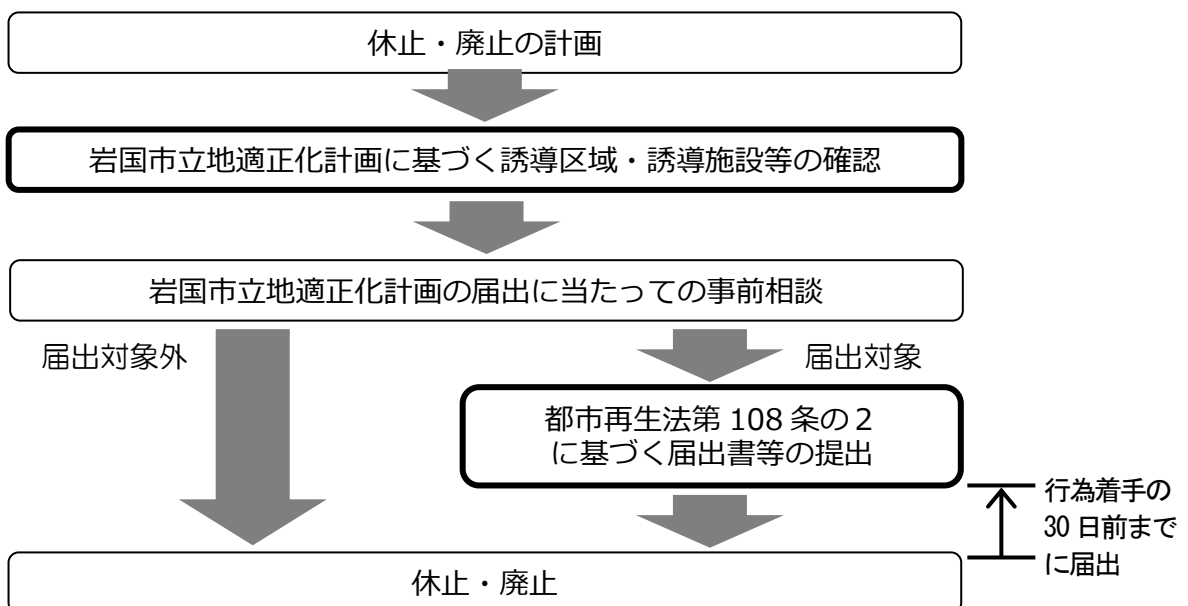 休止・廃止の計画
岩国市立地適正化計画に基づく誘導区域・誘導施設等の確認
岩国市立地適正化計画の届出に当たっての事前相談
届出対象外
届出対象
都市再生法第 108 条の２
に基づく届出書等の提出
行為着手の
30 日前まで
に届出
休止・廃止